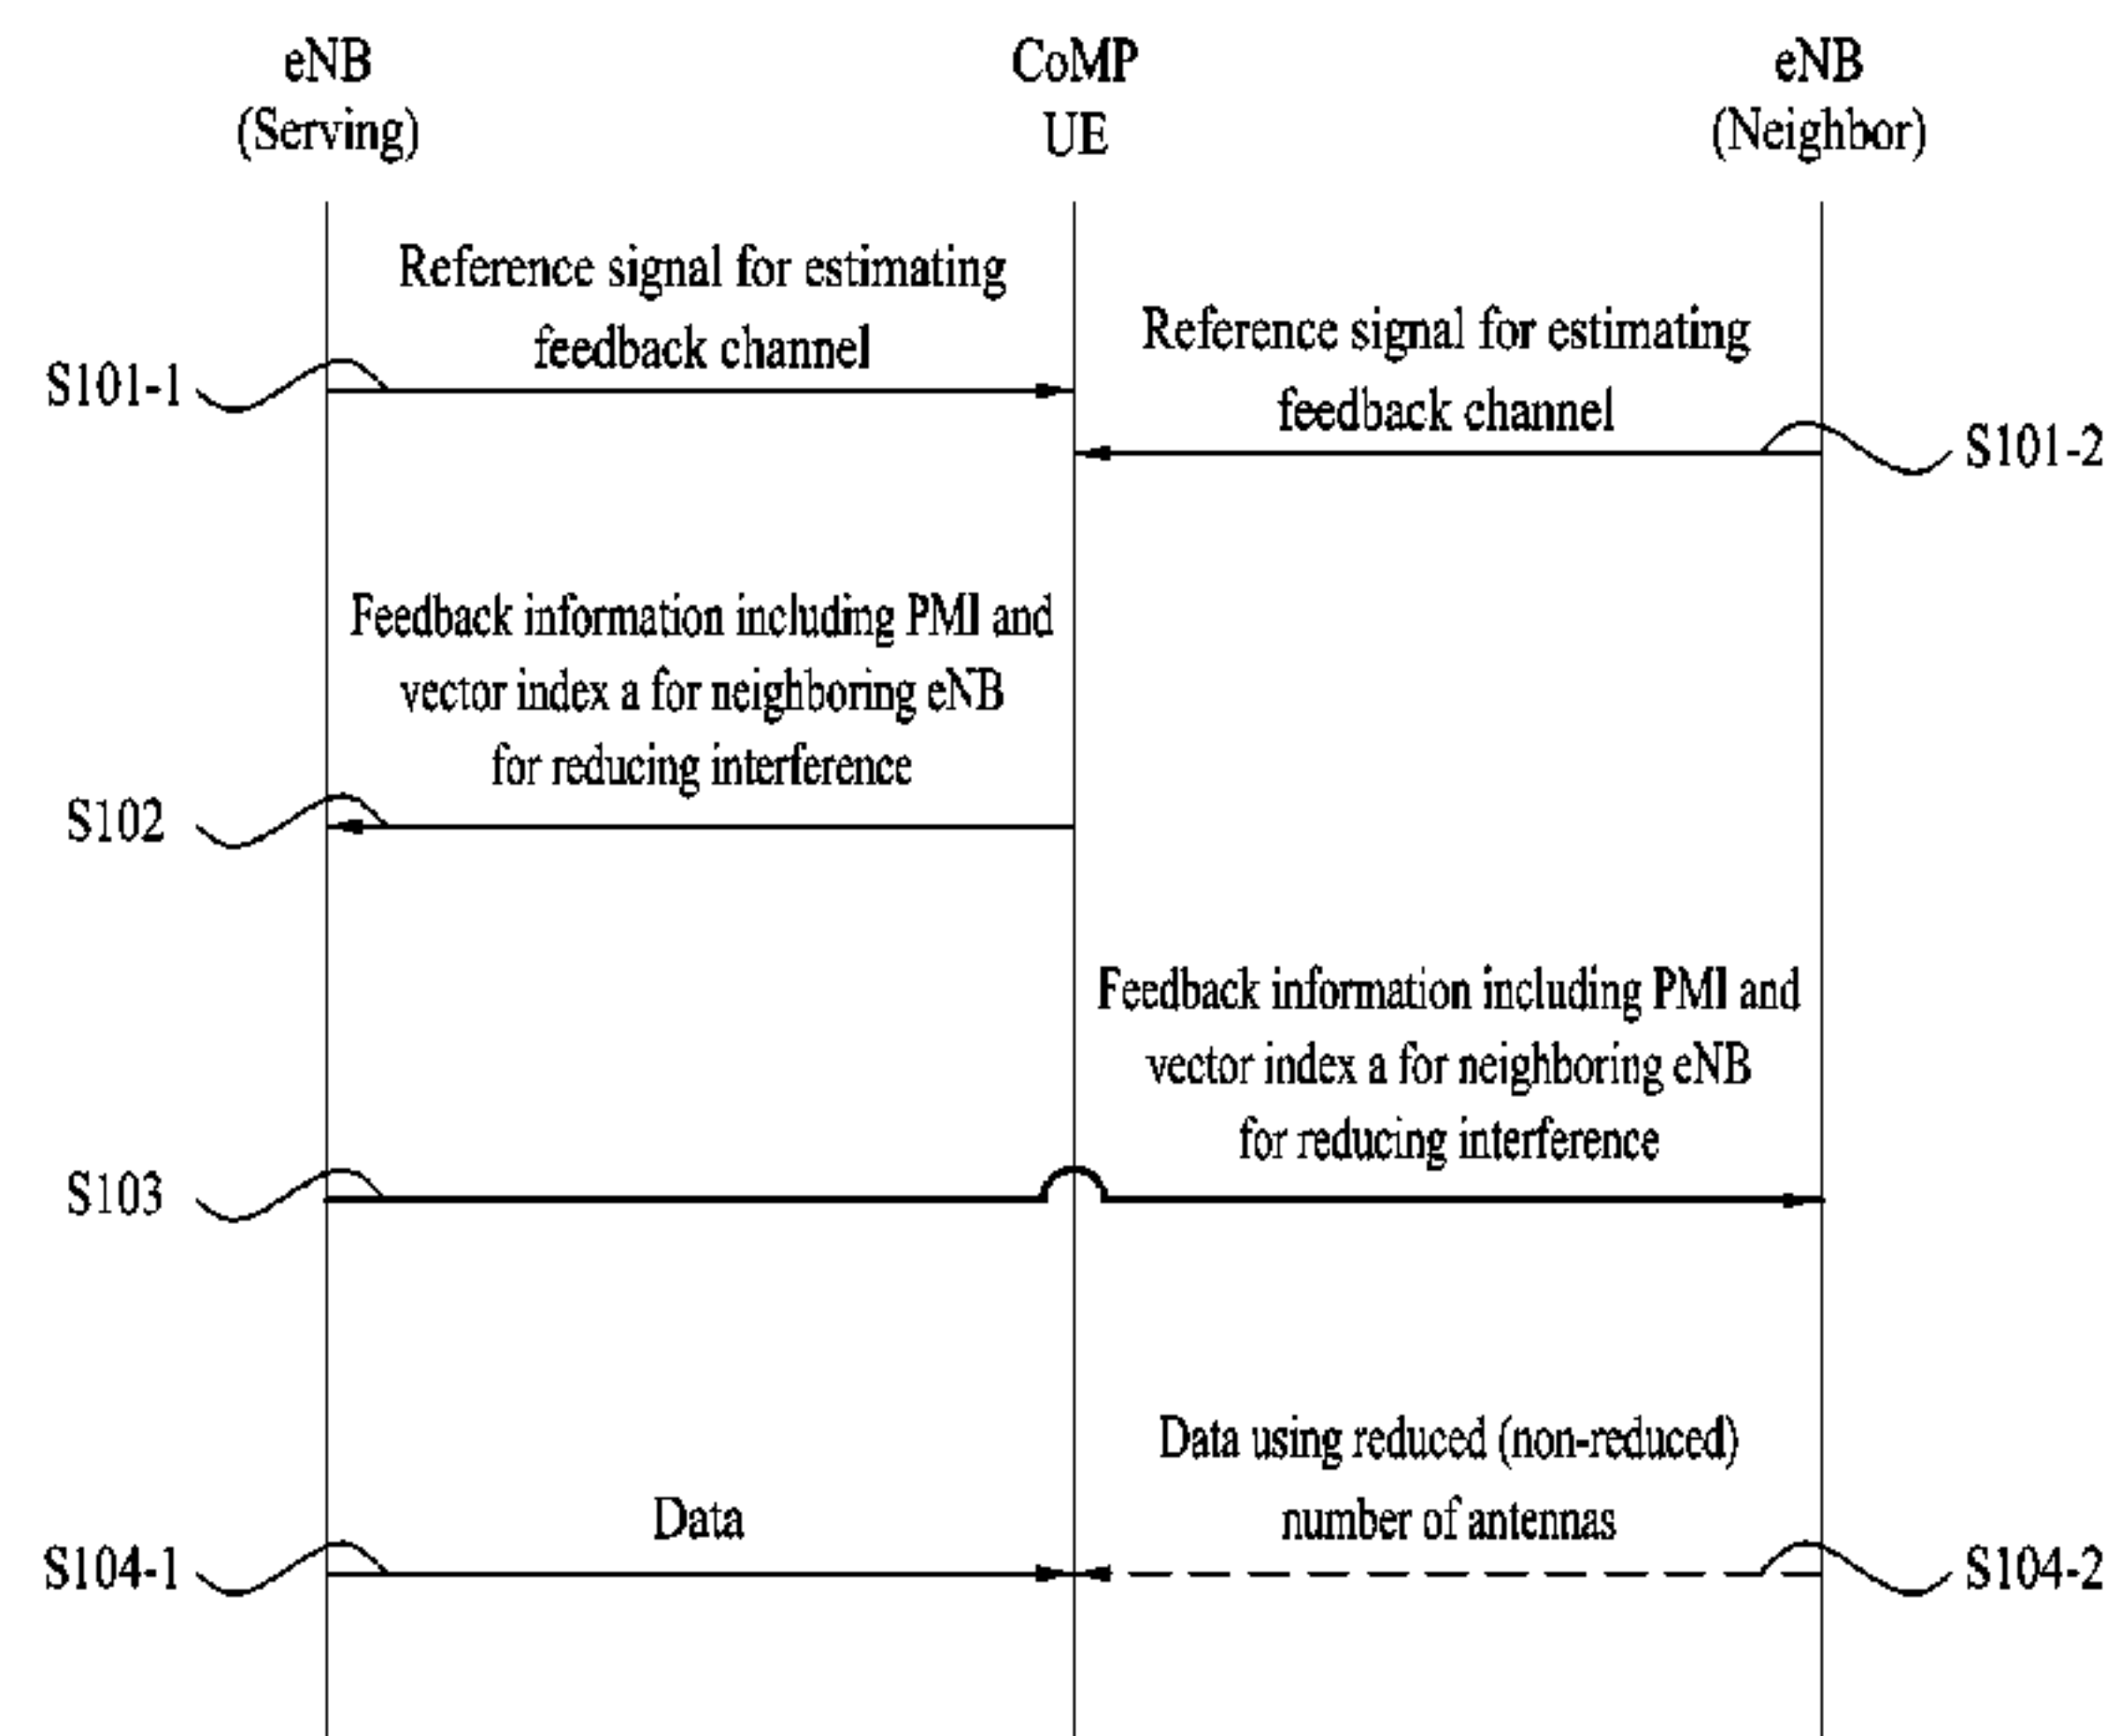 eNB
(Serving)
CoMP
UE
eNB
(Neighbor)
Reference signal for estimating
feedback channel
S101-1
Reference signal for estimating
feedback channel
S101-2
Feedback information including PMI and
vector index a for neighboring eNB
for reducing interference
S102
Feedback information including PMI and
vector index a for neighboring eNB
for reducing interference
S103
Data using reduced (non-reduced)
number of antennas
Data
S104-1
S104-2